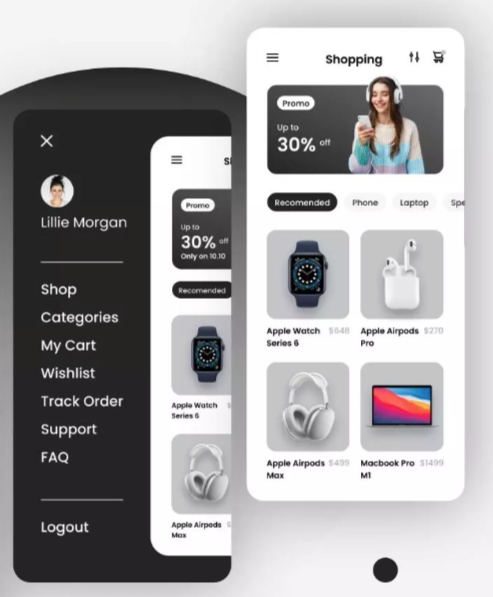 Lillie Morgan
Shop
Categories
My Cart
Wishlist
Track Order
Support
FAQ
Logout
Promo
Up to
30% off
Only on 10.10
Recomended
Apple Watch
Series 6
Apple Airpods
Max
Shopping
Promo
Up to
30% off
Recomended Phone Laptop Spe
Apple Watch $648
Series 6
Apple Airpods $270
Pro
Apple Airpods $499
Max
Macbook Pro $1499
M1